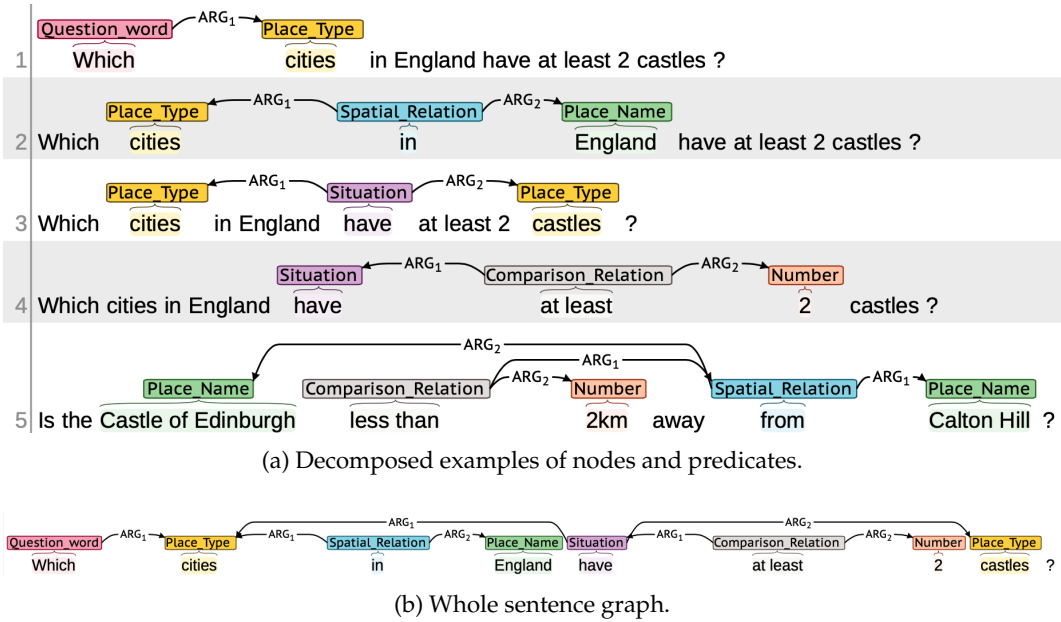 Question_word ARG1 Place_Type
1 Which cities in England have at least 2 castles ?
Place_Type ARG1 Spatial_Relation ARG2 Place_Name
2 Which cities in England have at least 2 castles ?
Place_Type ARG1 Situation ARG2 Place_Type
3 Which cities in England have at least 2 castles ?
Situation ARG1 Comparison_Relation ARG2 Number
4 Which cities in England have at least 2 castles ?
ARG2
ARG1
Place_Name Comparison_Relation ARG2 Number Spatial_Relation ARG1 Place_Name
5 Is the Castle of Edinburgh less than 2km away from Calton Hill ?
(a) Decomposed examples of nodes and predicates.
ARG1 ARG2
Question_word ARG1 Place_Type ARG1 Spatial_Relation ARG2 Place_Name Situation ARG1 Comparison_Relation ARG2 Number Place_Type
Which cities in England have at least 2 castles ?
(b) Whole sentence graph.